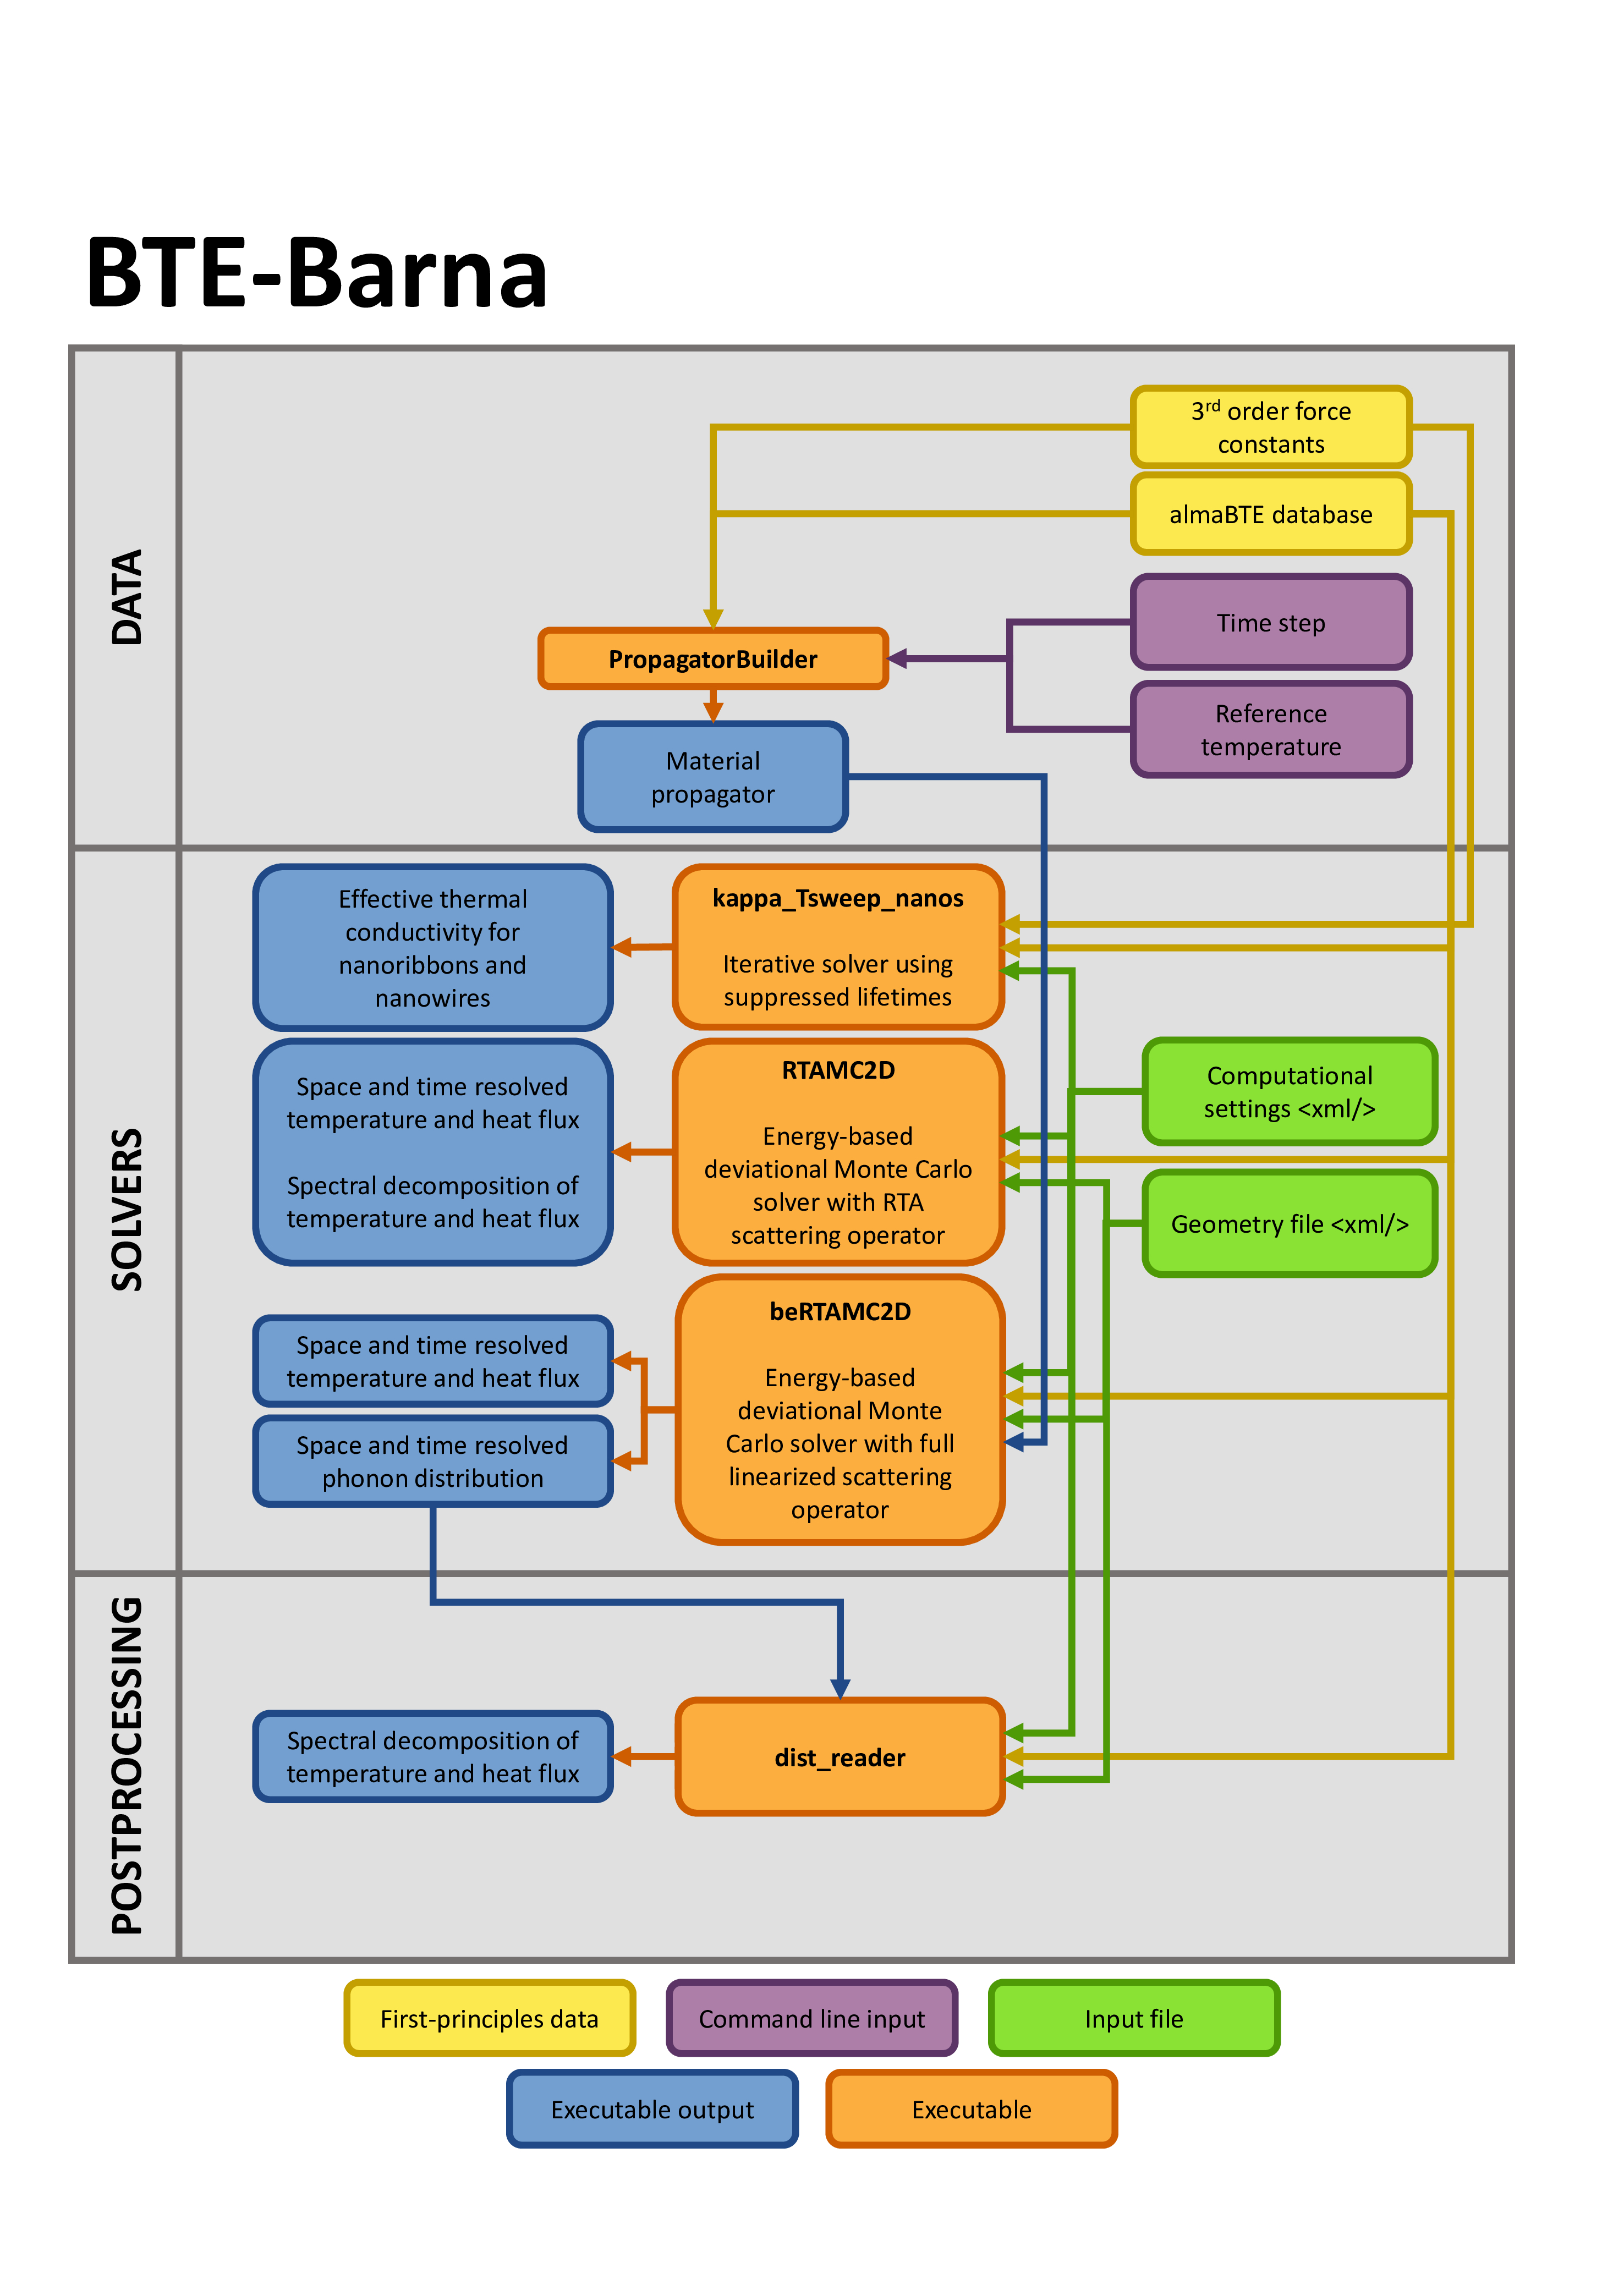 BTE-Barna
DATA
3rd order force
constants
almaBTE database
Time step
PropagatorBuilder
Reference
temperature
Material
propagator
SOLVERS
Effective thermal
conductivity for
nanoribbons and
nanowires
kappa_Tsweep_nanos
Iterative solver using
suppressed lifetimes
Space and time resolved
temperature and heat flux
Spectral decomposition of
temperature and heat flux
RTAMC2D
Energy-based
deviational Monte Carlo
solver with RTA
scattering operator
Computational
settings <xml/>
Geometry file <xml/>
Space and time resolved
temperature and heat flux
Space and time resolved
phonon distribution
beRTAMC2D
Energy-based
deviational Monte
Carlo solver with full
linearized scattering
operator
POSTPROCESSING
Spectral decomposition of
temperature and heat flux
dist_reader
First-principles data
Command line input
Input file
Executable output
Executable